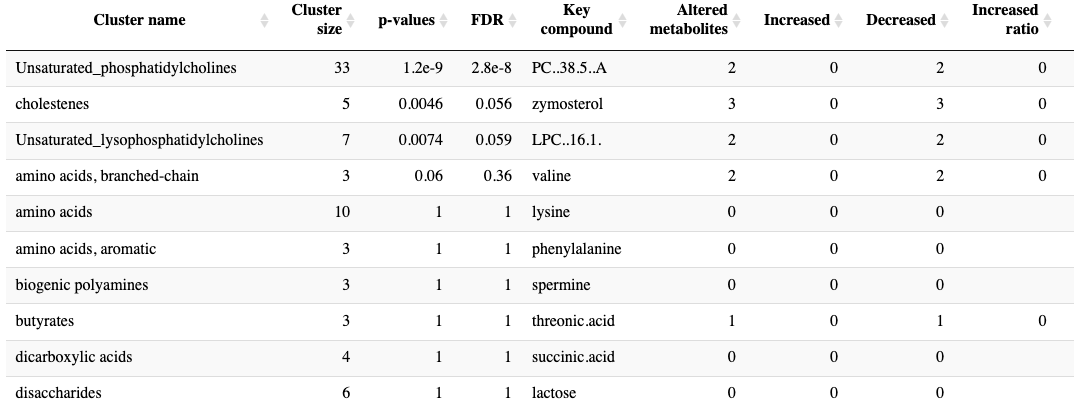 Cluster name Cluster size p-values FDR Key compound Altered metabolites Increased Decreased Increased ratio
Unsaturated_phosphatidylcholines 33 1.2e-9 2.8e-8 PC..38.5..A 2 0 2 0
cholestenes 5 0.0046 0.056 zymosterol 3 0 3 0
Unsaturated_lysophosphatidylcholines 7 0.0074 0.059 LPC..16.1. 2 0 2 0
amino acids, branched-chain 3 0.06 0.36 valine 2 0 2 0
amino acids 10 1 1 lysine 0 0 0
amino acids, aromatic 3 1 1 phenylalanine 0 0 0
biogenic polyamines 3 1 1 spermine 0 0 0
butyrates 3 1 1 threonic.acid 1 0 1 0
dicarboxylic acids 4 1 1 succinic.acid 0 0 0
disaccharides 6 1 1 lactose 0 0 0